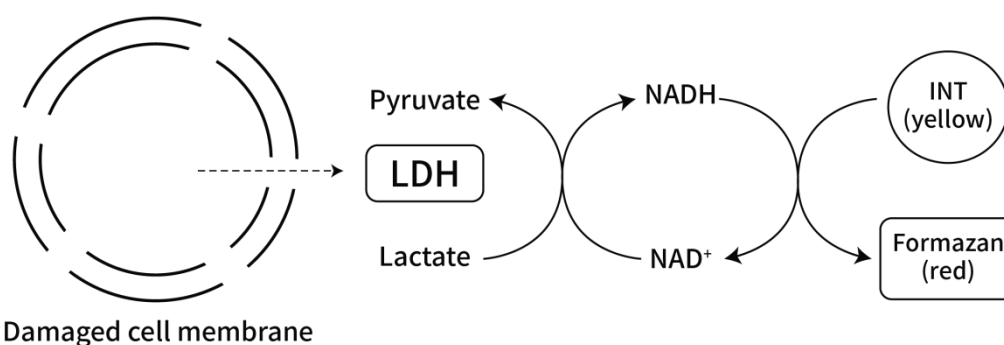 Pyruvate
NADH
INT
(yellow)
LDH
Lactate
NAD⁺
Formazan
(red)
Damaged cell membrane